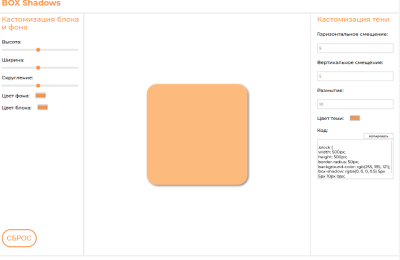 BOX Shadows
Кастомизация блока
и фона
Высота:
Ширина:
Скругление:
Цвет фона:
Цвет блока:
СБРОС
Кастомизация тени
Горизонтальное смещение:
5
Вертикальное смещение:
5
Размытие:
10
Цвет тени:
Код:
.block {
width: 500px;
height: 500px;
border-radius: 50px;
background-color: rgb(255, 185, 121);
box-shadow: rgba(0, 0, 0, 0.5) 5px
5px 10px 0px;